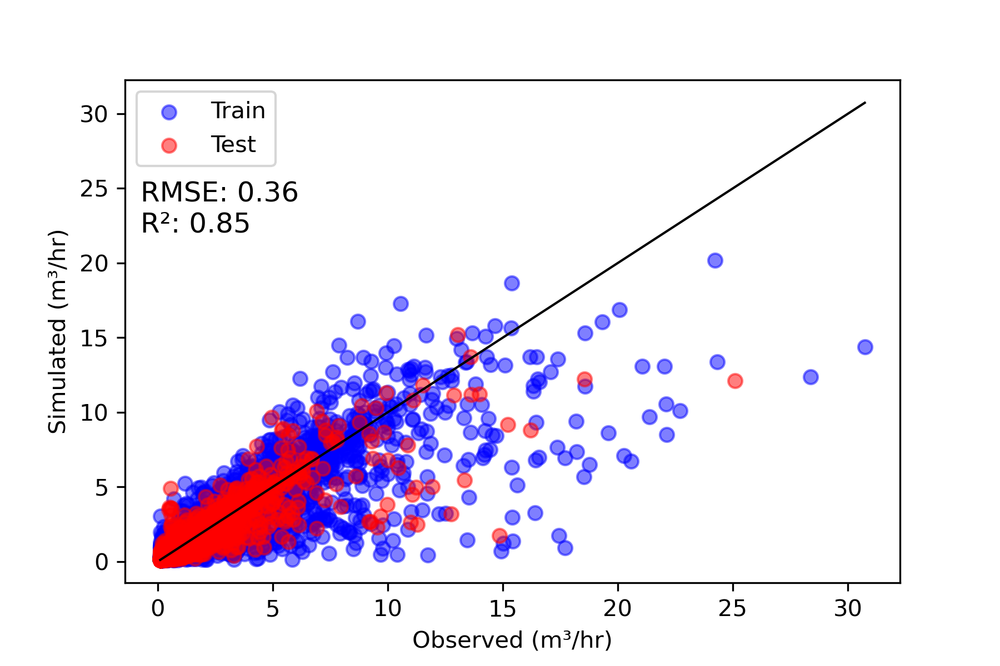 Train
Test
RMSE: 0.36
R²: 0.85
30
25
20
15
10
5
0
Simulated (m³/hr)
0 5 10 15 20 25 30
Observed (m³/hr)